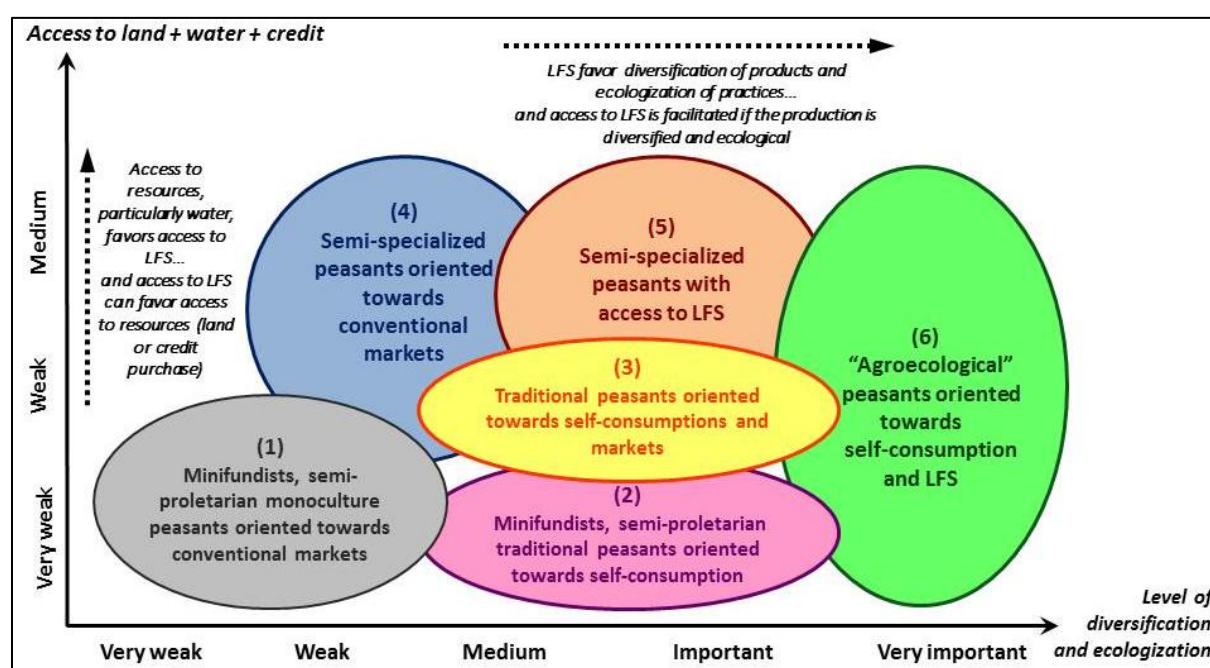 Access to land + water + credit
LFS favor diversification of products and
ecologization of practices...
and access to LFS is facilitated if the production is
diversified and ecological
Access to
resources,
particularly water,
favors access to
LFS...
and access to LFS
can favor access
to resources (land
or credit
purchase)
Medium
Weak
Very weak
(4)
Semi-specialized
peasants oriented
towards
conventional
markets
(5)
Semi-specialized
peasants with
access to LFS
(6)
“Agroecological”
peasants oriented
towards
self-consumption
and LFS
(3)
Traditional peasants oriented
towards self-consumptions and
markets
(1)
Minifundists, semi-
proletarian monoculture
peasants oriented towards
conventional markets
(2)
Minifundists, semi-proletarian
traditional peasants oriented
towards self-consumption
Level of
diversification
and ecologization
Very weak
Weak
Medium
Important
Very important